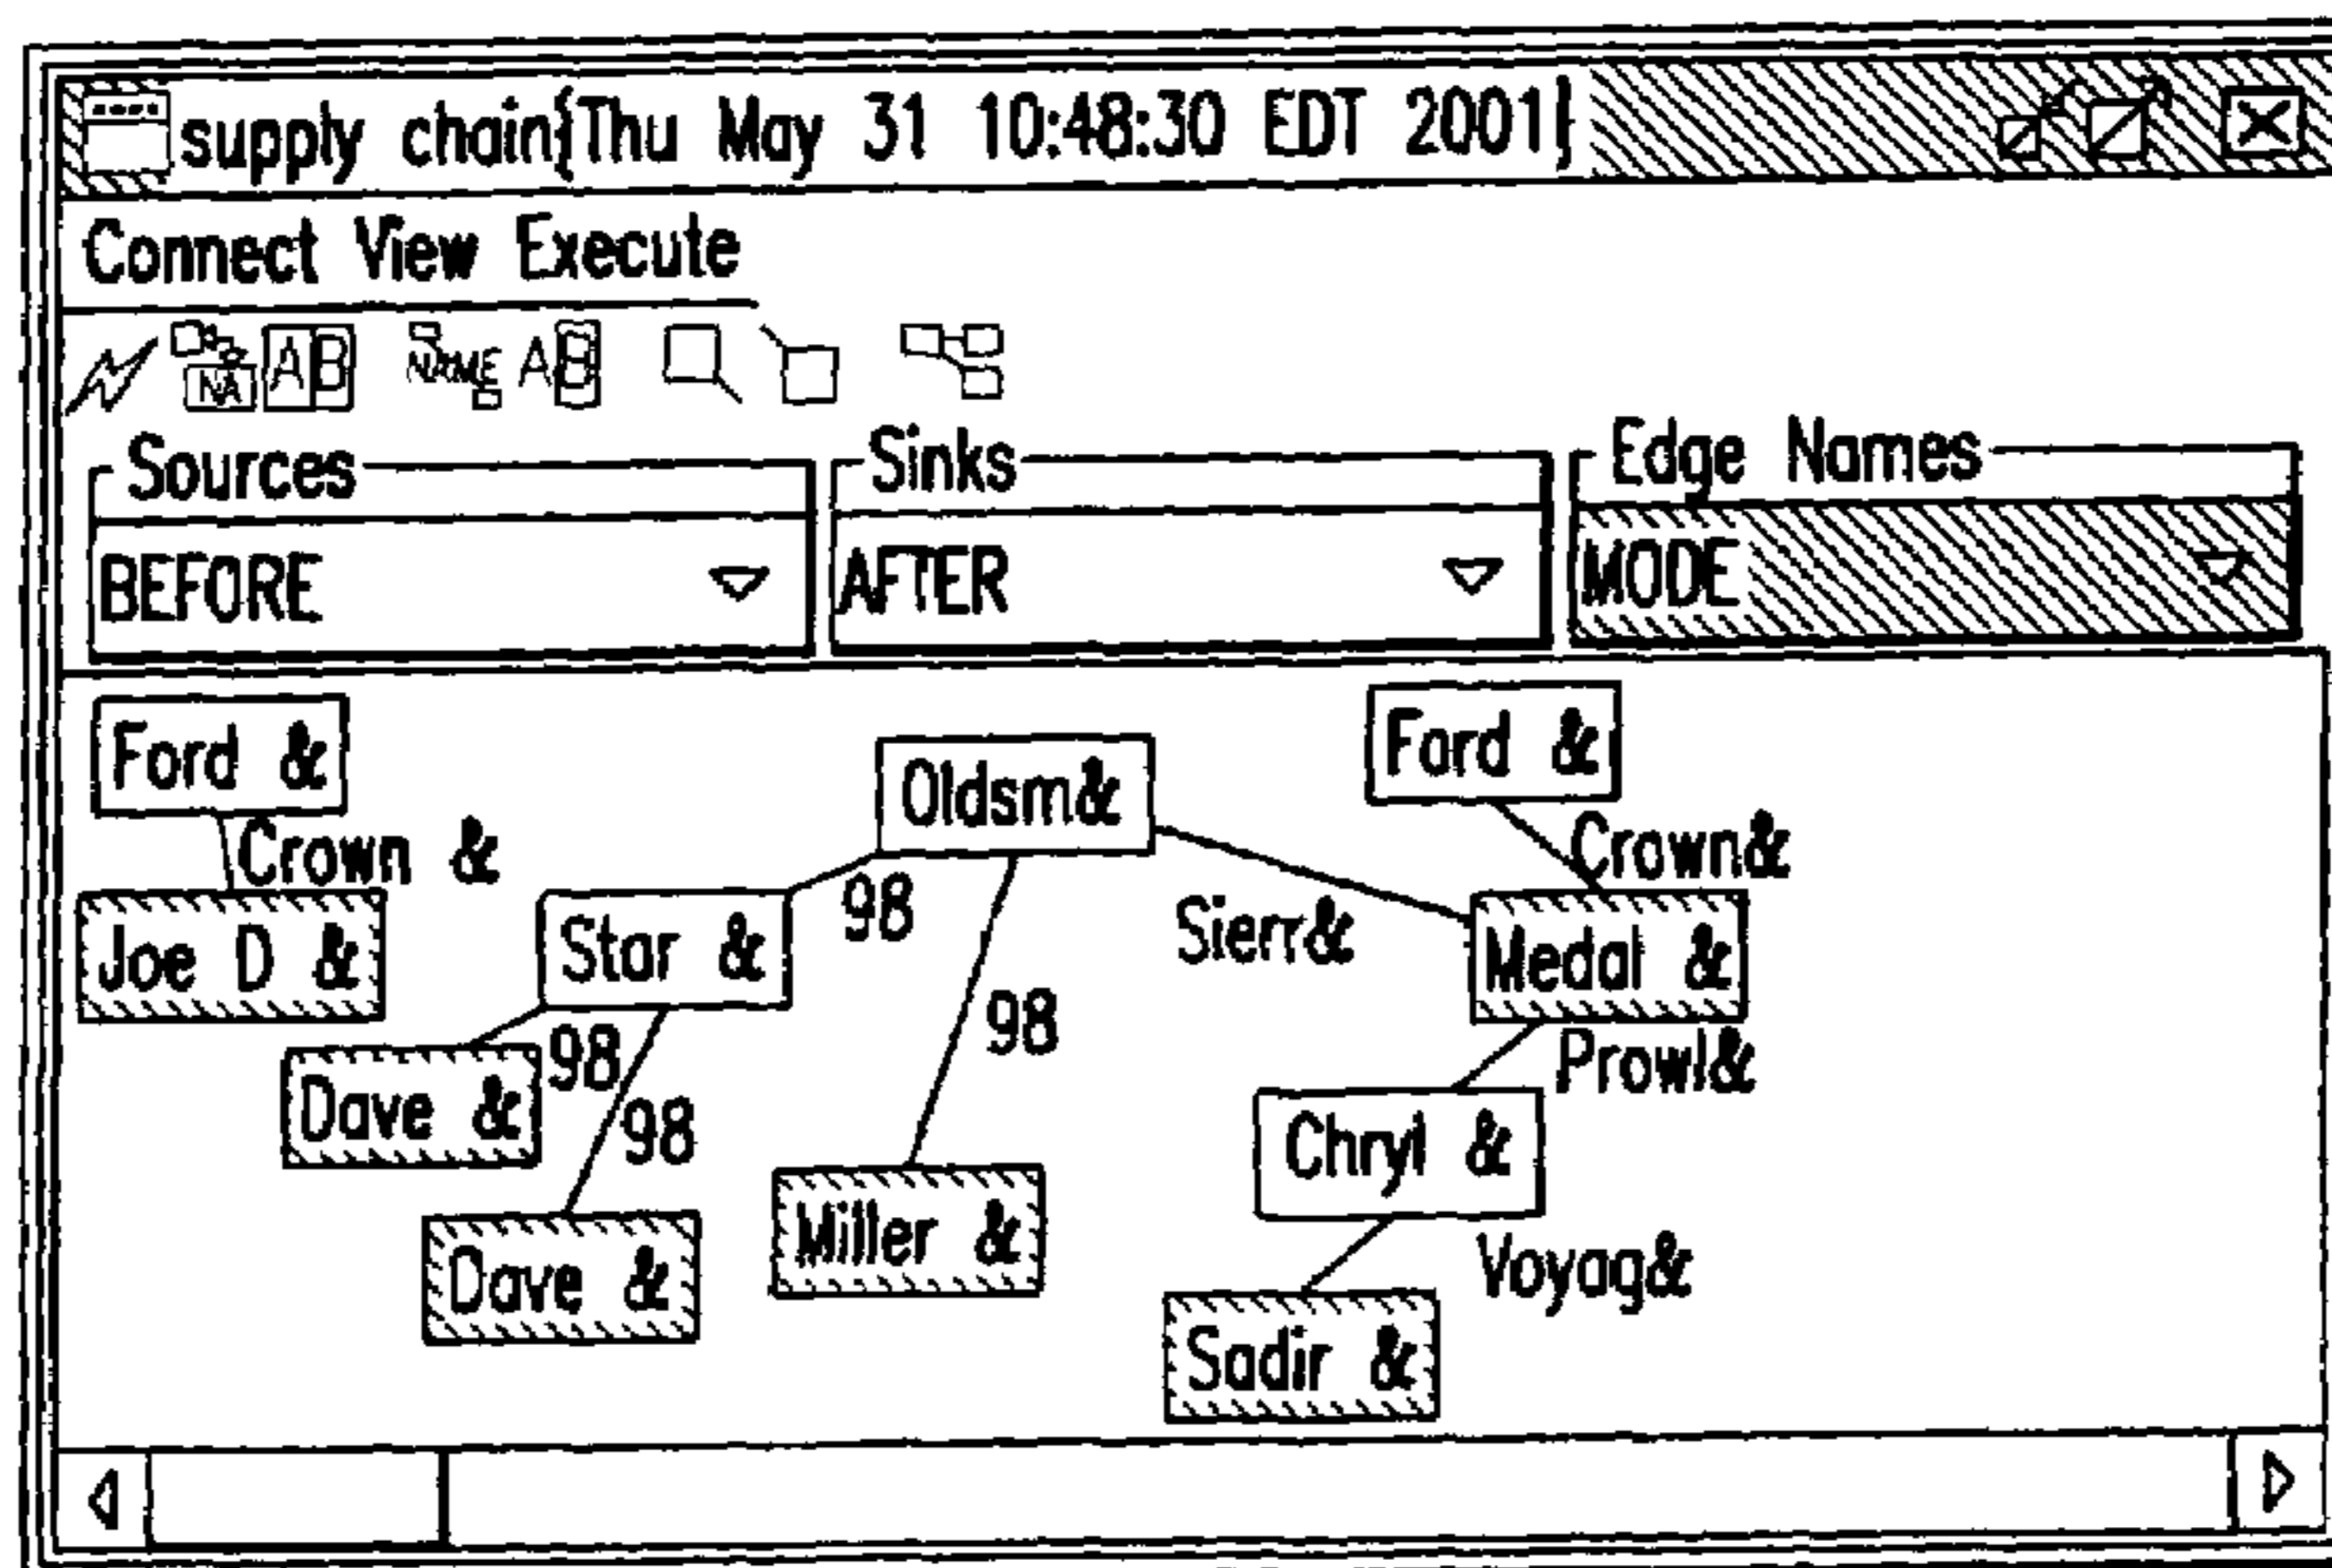 supply chain{Thu May 31 10:48:30 EDT 2001}
Connect View Execute
NA AB NAME AB
Sources Sinks Edge Names
BEFORE AFTER MODE
Ford & Oldsm& Ford &
Crown & Crown&
Joe D & Star & 98 Sierr& Medal &
98 98 Prowl&
Dave & 98 Chryl &
Dave & Miller & Voyag&
Sadir &